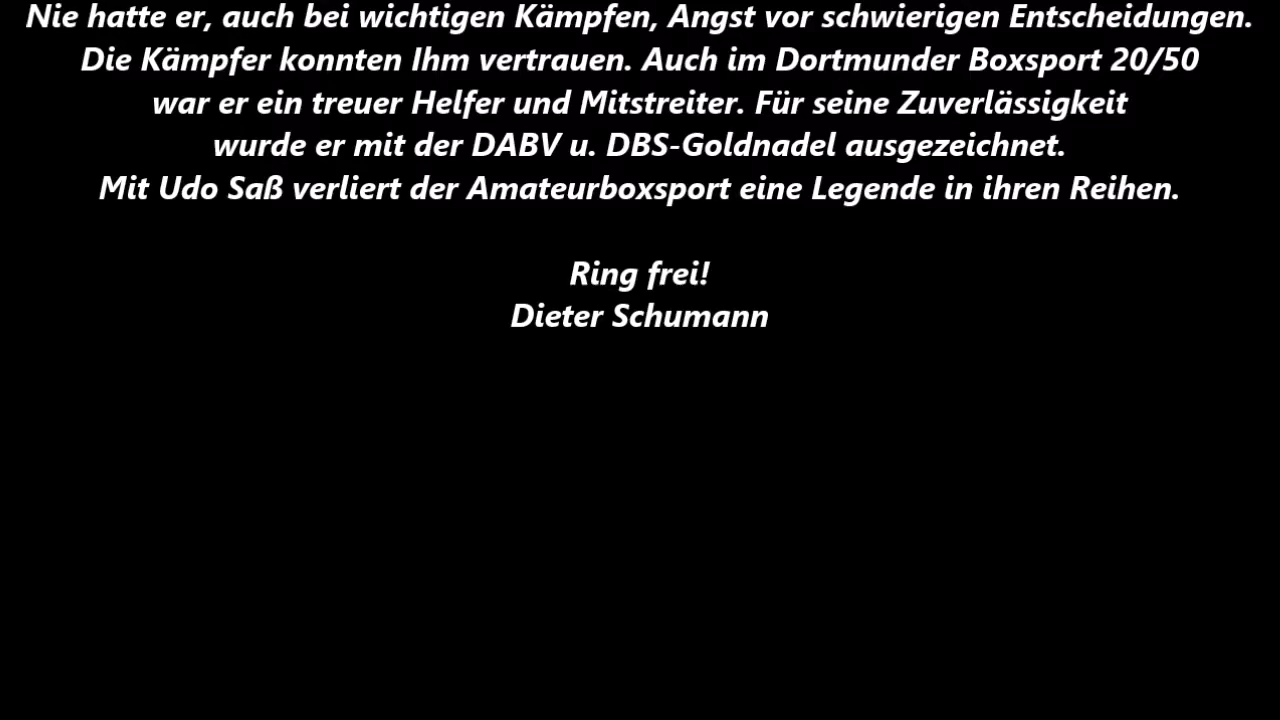 Nie hatte er, auch bei wichtigen Kämpfen, Angst vor schwierigen Entscheidungen.
Die Kämpfer konnten Ihm vertrauen. Auch im Dortmunder Boxsport 20/50
war er ein treuer Helfer und Mitstreiter. Für seine Zuverlässigkeit
wurde er mit der DABV u. DBS-Goldnadel ausgezeichnet.
Mit Udo Saß verliert der Amateurboxsport eine Legende in ihren Reihen.
Ring frei!
Dieter Schumann